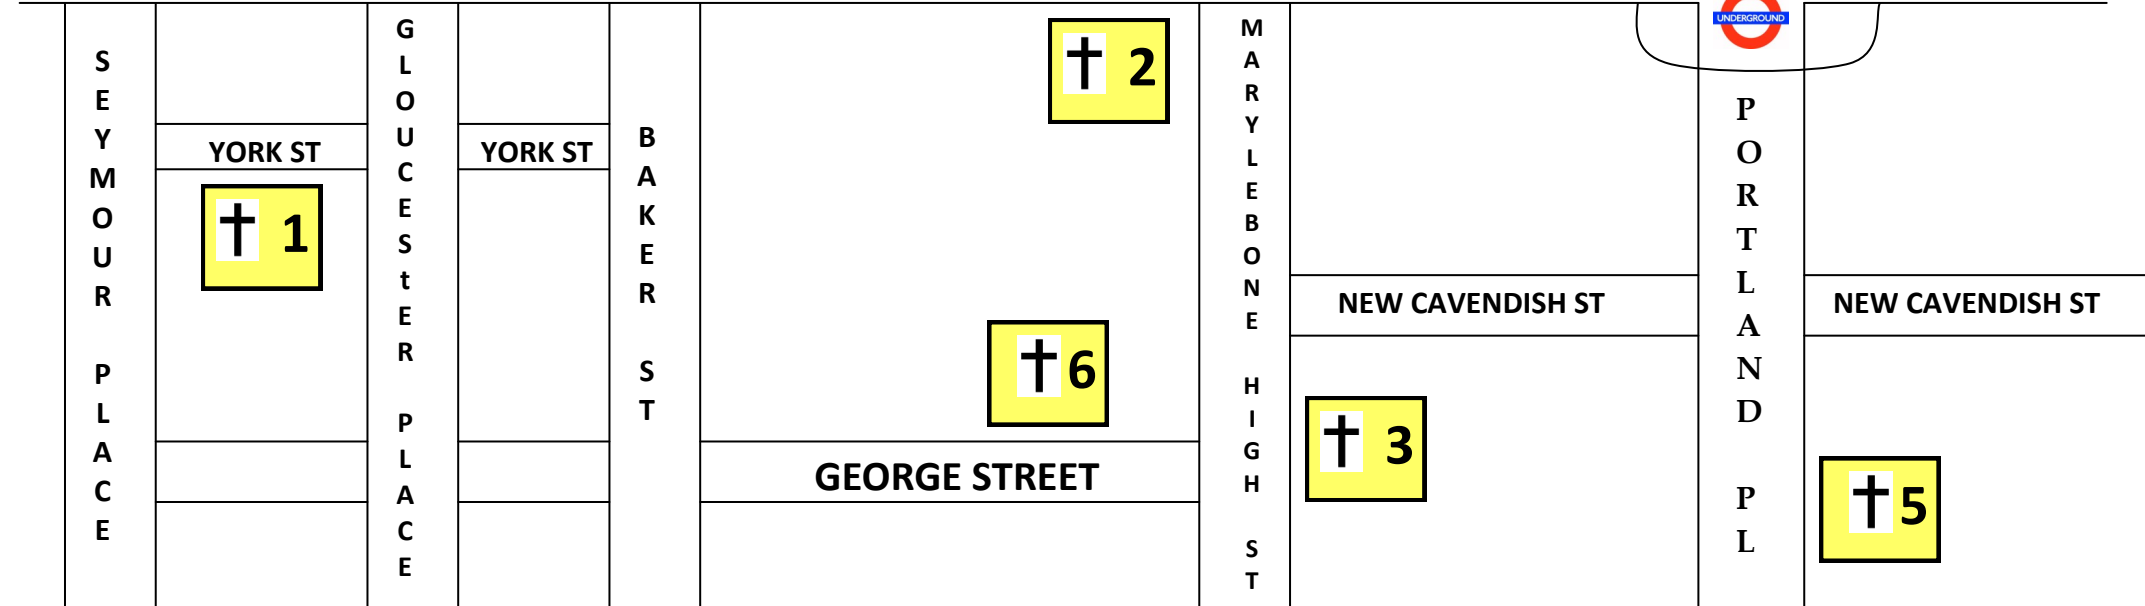 SEYMOUR PLACE
YORK ST
1
GLOUCEStER PLACE
YORK ST
BAKER ST
2
6
GEORGE STREET
MARYLEBONE HIGH ST
NEW CAVENDISH ST
3
UNDERGROUND
PORTLAND PL
NEW CAVENDISH ST
5